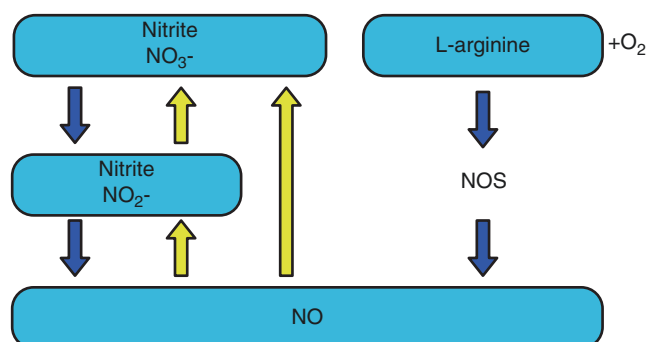 Nitrite
NO3-
L-arginine
+O2
Nitrite
NO2-
NOS
NO